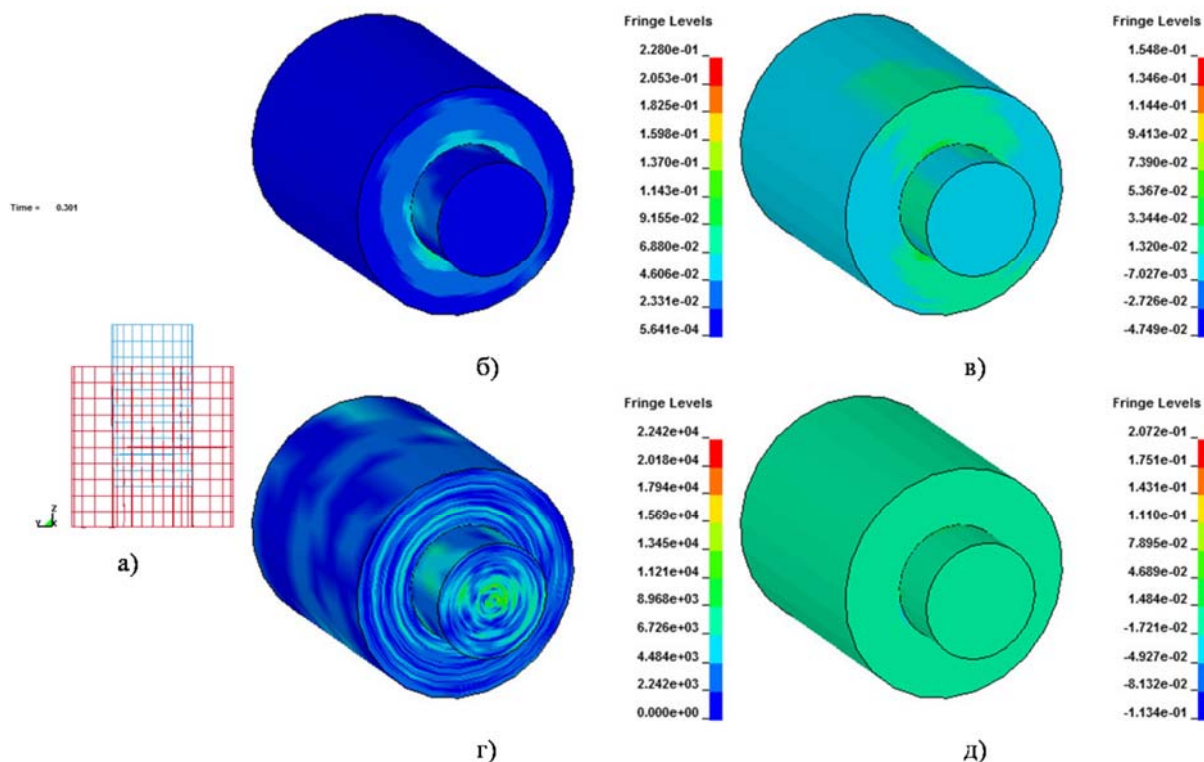 Time = 0.301
Z
Y X
а)
Fringe Levels
2.280e-01
2.053e-01
1.825e-01
1.598e-01
1.370e-01
1.143e-01
9.155e-02
6.880e-02
4.606e-02
2.331e-02
5.641e-04
б)
Fringe Levels
1.548e-01
1.346e-01
1.144e-01
9.413e-02
7.390e-02
5.367e-02
3.344e-02
1.320e-02
-7.027e-03
-2.726e-02
-4.749e-02
в)
Fringe Levels
2.242e+04
2.018e+04
1.794e+04
1.569e+04
1.345e+04
1.121e+04
8.968e+03
6.726e+03
4.484e+03
2.242e+03
0.000e+00
г)
Fringe Levels
2.072e-01
1.751e-01
1.431e-01
1.110e-01
7.895e-02
4.689e-02
1.484e-02
-1.721e-02
-4.927e-02
-8.132e-02
-1.134e-01
д)